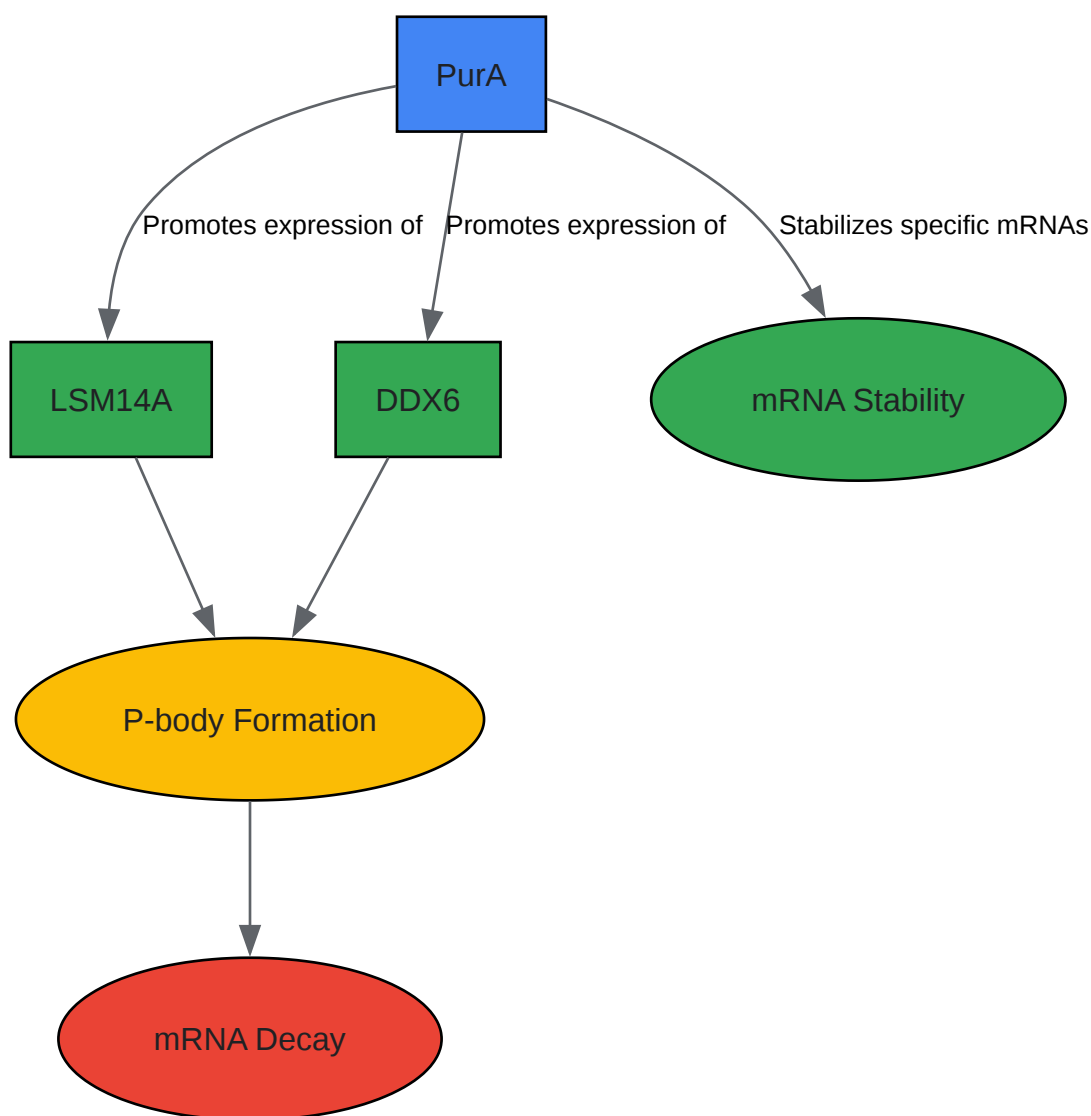 PurA
Promotes expression of
Promotes expression of
Stabilizes specific mRNAs
LSM14A
DDX6
mRNA Stability
P-body Formation
mRNA Decay